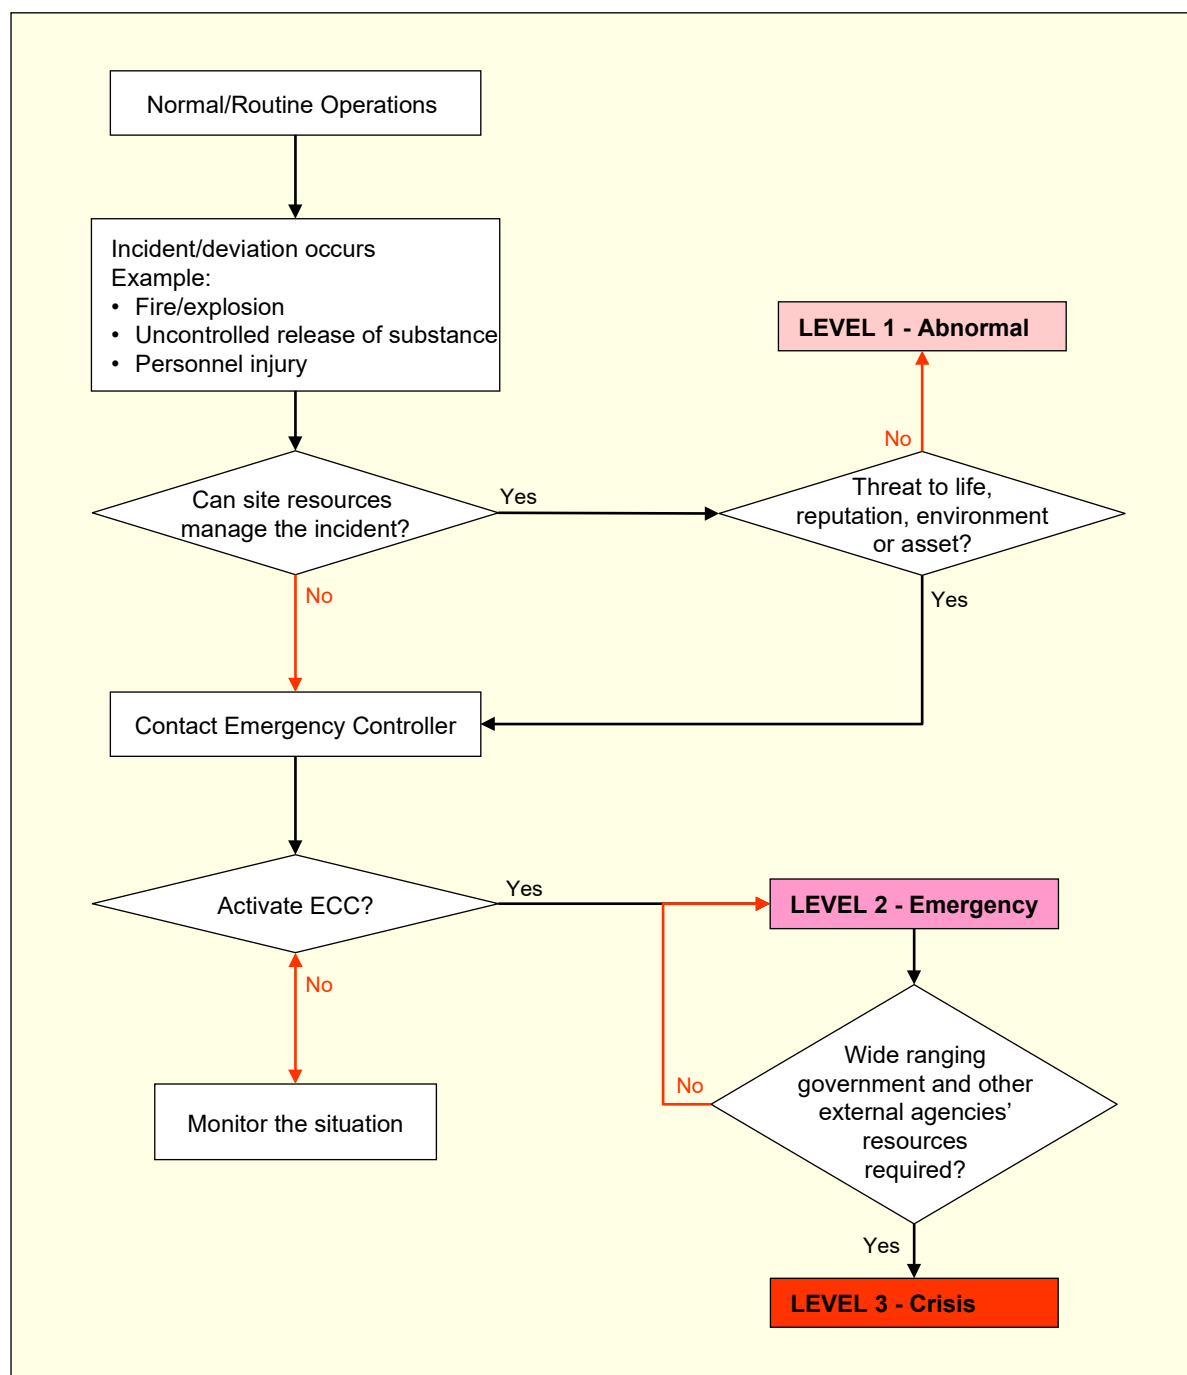 Normal/Routine Operations
Incident/deviation occurs
Example:
• Fire/explosion
• Uncontrolled release of substance
• Personnel injury
LEVEL 1 - Abnormal
No
Can site resources
manage the incident?
Yes
Threat to life,
reputation, environment
or asset?
No
Yes
Contact Emergency Controller
Activate ECC?
Yes
LEVEL 2 - Emergency
No
Monitor the situation
No
Wide ranging
government and other
external agencies’
resources
required?
Yes
LEVEL 3 - Crisis